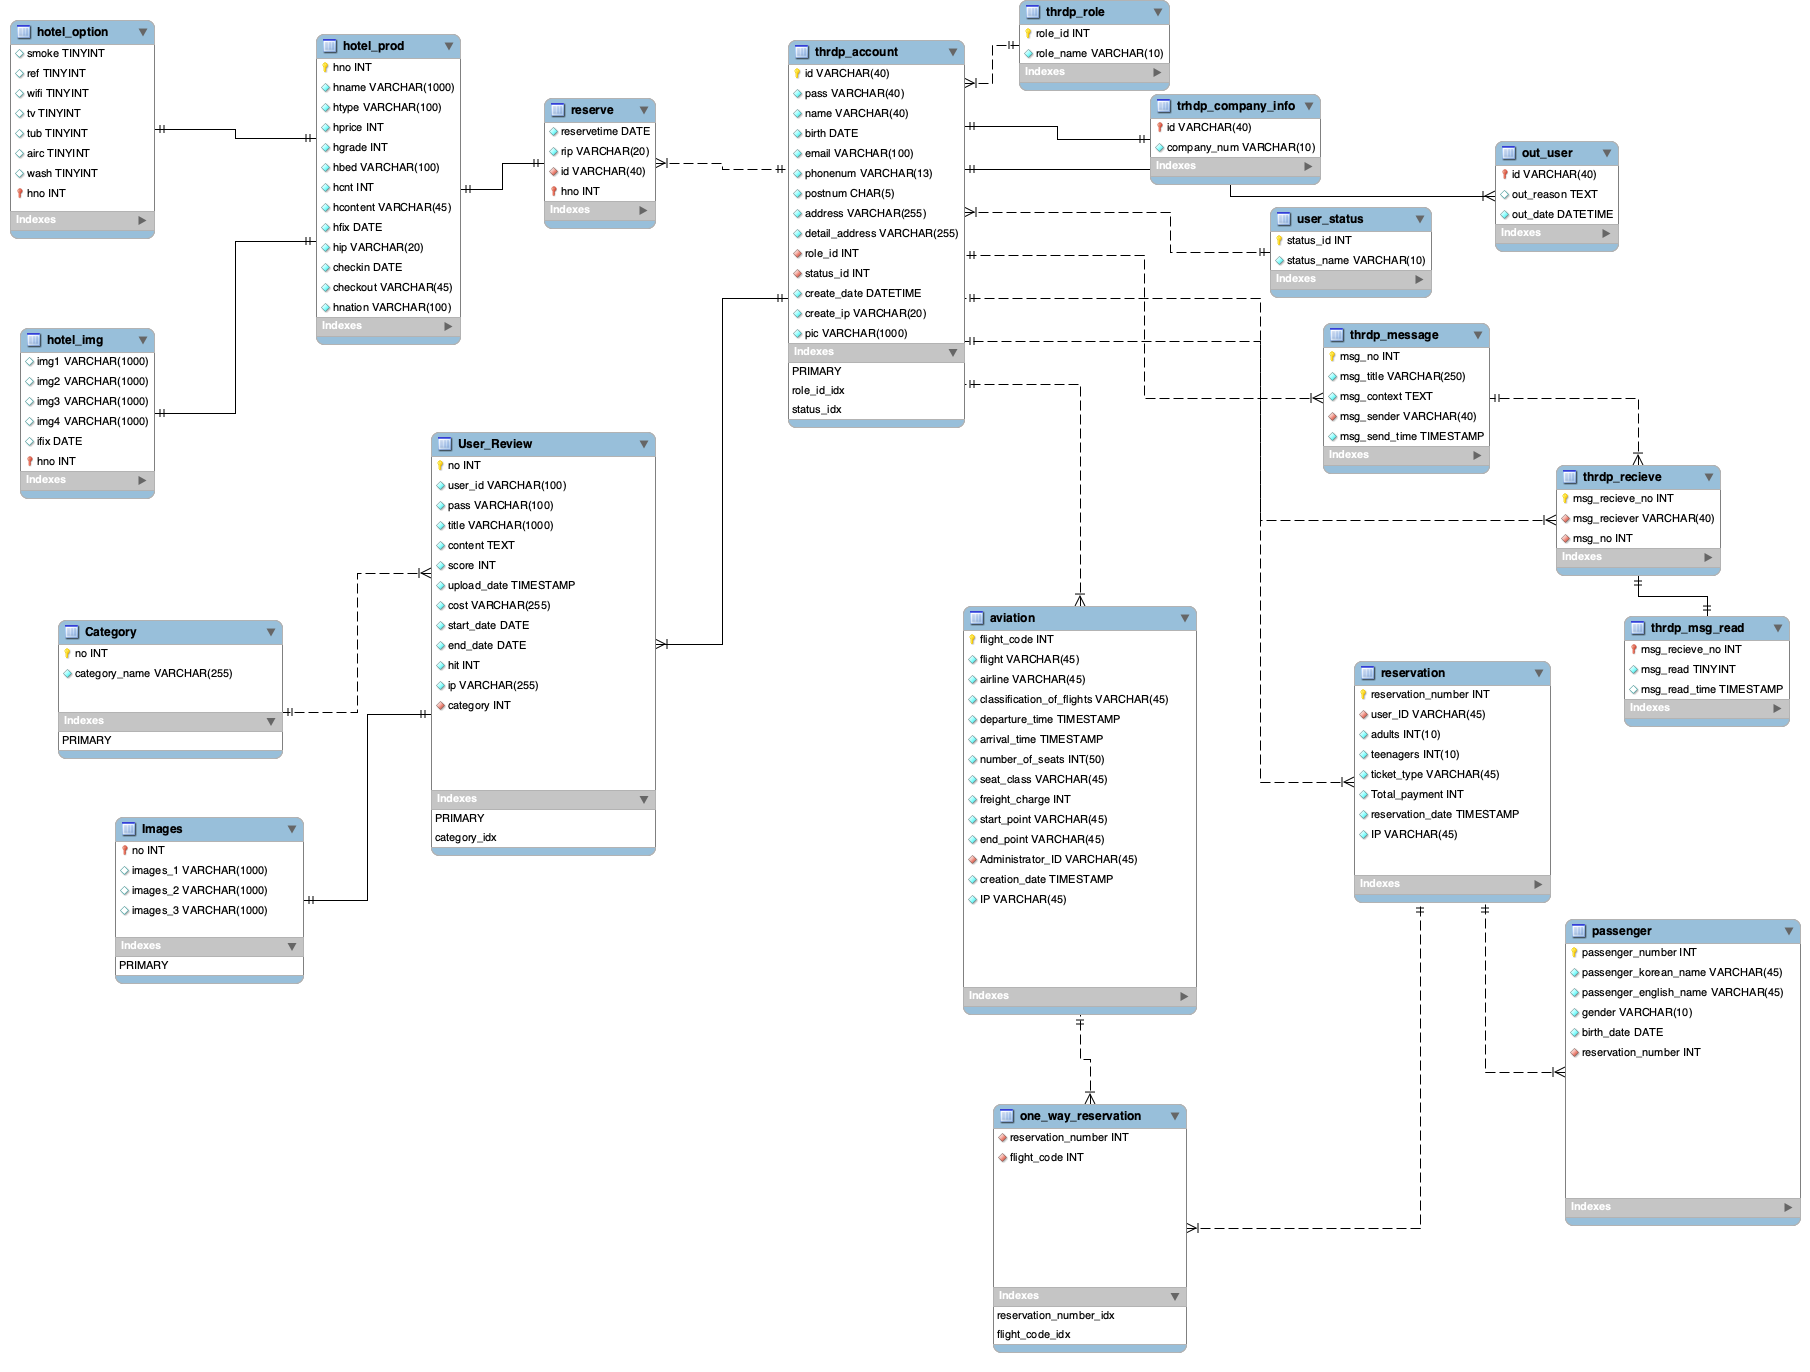 hotel_option
smoke TINYINT
ref TINYINT
wifi TINYINT
tv TINYINT
tub TINYINT
airc TINYINT
wash TINYINT
hno INT
Indexes
hotel_prod
hno INT
hname VARCHAR(1000)
htype VARCHAR(100)
hprice INT
hgrade INT
hbed VARCHAR(100)
hcnt INT
hcontent VARCHAR(45)
hfix DATE
hip VARCHAR(20)
checkin DATE
checkout VARCHAR(45)
hnation VARCHAR(100)
Indexes
reserve
reservetime DATE
rip VARCHAR(20)
id VARCHAR(40)
hno INT
Indexes
thrdp_account
id VARCHAR(40)
pass VARCHAR(40)
name VARCHAR(40)
birth DATE
email VARCHAR(100)
phonenum VARCHAR(13)
postnum CHAR(5)
address VARCHAR(255)
detail_address VARCHAR(255)
role_id INT
status_id INT
create_date DATETIME
create_ip VARCHAR(20)
pic VARCHAR(1000)
Indexes
PRIMARY
role_id_idx
status_idx
thrdp_role
role_id INT
role_name VARCHAR(10)
Indexes
trhdp_company_info
id VARCHAR(40)
company_num VARCHAR(10)
Indexes
out_user
id VARCHAR(40)
out_reason TEXT
out_date DATETIME
Indexes
user_status
status_id INT
status_name VARCHAR(10)
Indexes
hotel_img
img1 VARCHAR(1000)
img2 VARCHAR(1000)
img3 VARCHAR(1000)
img4 VARCHAR(1000)
ifix DATE
hno INT
Indexes
thrdp_message
msg_no INT
msg_title VARCHAR(250)
msg_context TEXT
msg_sender VARCHAR(40)
msg_send_time TIMESTAMP
Indexes
thrdp_recieve
msg_recieve_no INT
msg_reciever VARCHAR(40)
msg_no INT
Indexes
thrdp_msg_read
msg_recieve_no INT
msg_read TINYINT
msg_read_time TIMESTAMP
Indexes
User_Review
no INT
user_id VARCHAR(100)
pass VARCHAR(100)
title VARCHAR(1000)
content TEXT
score INT
upload_date TIMESTAMP
cost VARCHAR(255)
start_date DATE
end_date DATE
hit INT
ip VARCHAR(255)
category INT
Indexes
PRIMARY
category_idx
Category
no INT
category_name VARCHAR(255)
Indexes
PRIMARY
Images
no INT
images_1 VARCHAR(1000)
images_2 VARCHAR(1000)
images_3 VARCHAR(1000)
Indexes
PRIMARY
aviation
flight_code INT
flight VARCHAR(45)
airline VARCHAR(45)
classification_of_flights VARCHAR(45)
departure_time TIMESTAMP
arrival_time TIMESTAMP
number_of_seats INT(50)
seat_class VARCHAR(45)
freight_charge INT
start_point VARCHAR(45)
end_point VARCHAR(45)
Administrator_ID VARCHAR(45)
creation_date TIMESTAMP
IP VARCHAR(45)
Indexes
reservation
reservation_number INT
user_ID VARCHAR(45)
adults INT(10)
teenagers INT(10)
ticket_type VARCHAR(45)
Total_payment INT
reservation_date TIMESTAMP
IP VARCHAR(45)
Indexes
passenger
passenger_number INT
passenger_korean_name VARCHAR(45)
passenger_english_name VARCHAR(45)
gender VARCHAR(10)
birth_date DATE
reservation_number INT
Indexes
one_way_reservation
reservation_number INT
flight_code INT
Indexes
reservation_number_idx
flight_code_idx